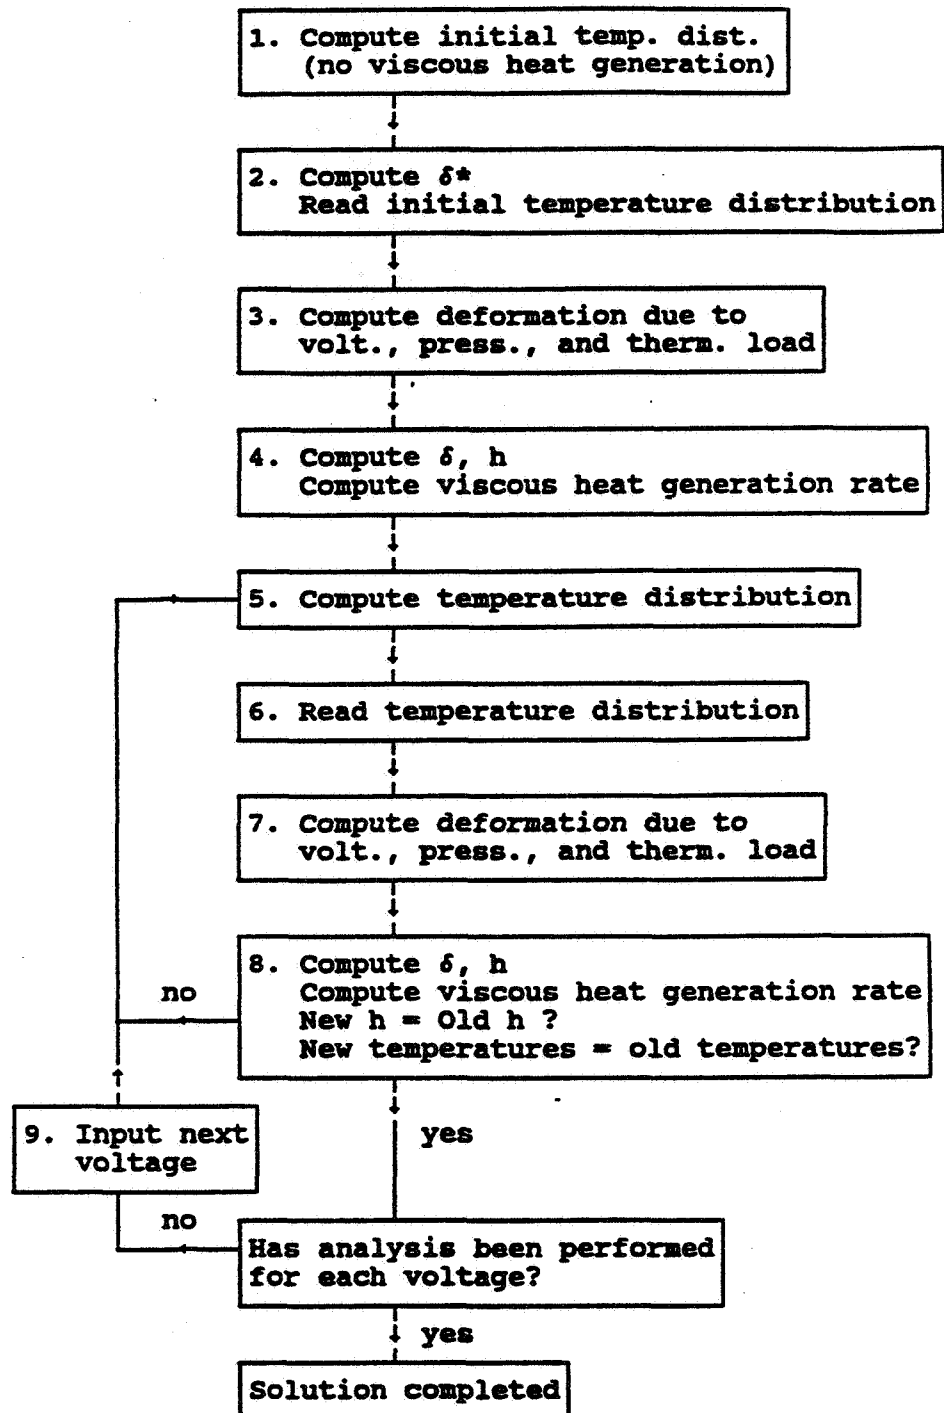 1. Compute initial temp. dist.
(no viscous heat generation)
2. Compute δ*
Read initial temperature distribution
3. Compute deformation due to
volt., press., and therm. load
4. Compute δ, h
Compute viscous heat generation rate
5. Compute temperature distribution
6. Read temperature distribution
7. Compute deformation due to
volt., press., and therm. load
8. Compute δ, h
Compute viscous heat generation rate
New h = Old h ?
New temperatures = old temperatures?
no
yes
9. Input next
voltage
no
Has analysis been performed
for each voltage?
yes
Solution completed